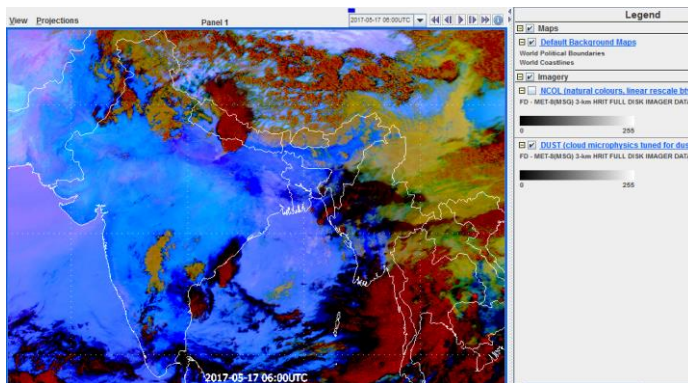 View Projections
Panel 1
2017-05-17 06:00UTC
2017-05-17 06:00UTC
Legend
Maps
Default Background Maps
World Political Boundaries
World Coastlines
Imagery
NCOL (natural colours, linear rescale bt
FD - MET-8(MSG) 3-km HRIT FULL DISK IMAGER DAT
0 255
DUST (cloud microphysics tuned for dus
FD - MET-8(MSG) 3-km HRIT FULL DISK IMAGER DAT
0 255